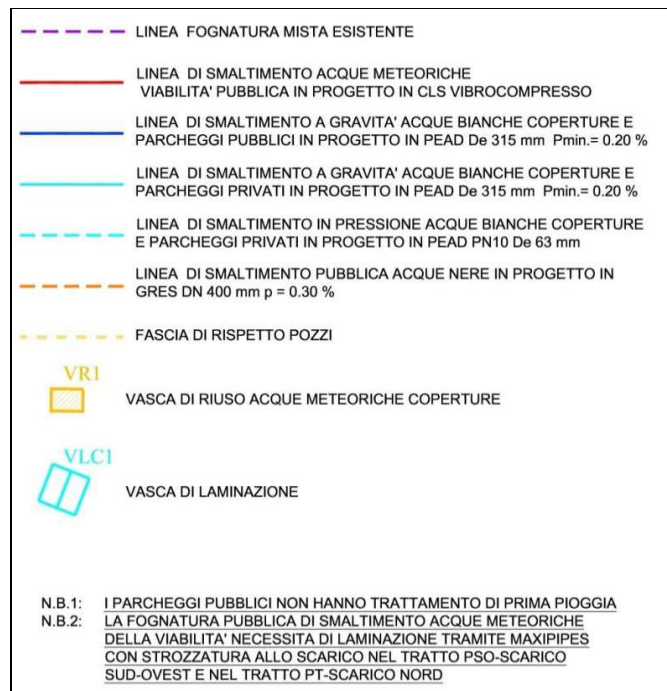 LINEA FOGNATURA MISTA ESISTENTE
LINEA DI SMALTIMENTO ACQUE METEORICHE
VIABILITA' PUBBLICA IN PROGETTO IN CLS VIBROCOMPRESSO
LINEA DI SMALTIMENTO A GRAVITA' ACQUE BIANCHE COPERTURE E
PARCHEGGI PUBBLICI IN PROGETTO IN PEAD De 315 mm Pmin.= 0.20 %
LINEA DI SMALTIMENTO A GRAVITA' ACQUE BIANCHE COPERTURE E
PARCHEGGI PRIVATI IN PROGETTO IN PEAD De 315 mm Pmin.= 0.20 %
LINEA DI SMALTIMENTO IN PRESSIONE ACQUE BIANCHE COPERTURE
E PARCHEGGI PRIVATI IN PROGETTO IN PEAD PN10 De 63 mm
LINEA DI SMALTIMENTO PUBBLICA ACQUE NERE IN PROGETTO IN
GRES DN 400 mm p = 0.30 %
FASCIA DI RISPETTO POZZI
VR1
VASCA DI RIUSO ACQUE METEORICHE COPERTURE
VLC1
VASCA DI LAMINAZIONE
N.B.1: I PARCHEGGI PUBBLICI NON HANNO TRATTAMENTO DI PRIMA PIOGGIA
N.B.2: LA FOGNATURA PUBBLICA DI SMALTIMENTO ACQUE METEORICHE
DELLA VIABILITA' NECESSITA DI LAMINAZIONE TRAMITE MAXIPIPES
CON STROZZATURA ALLO SCARICO NEL TRATTO PSO-SCARICO
SUD-OVEST E NEL TRATTO PT-SCARICO NORD